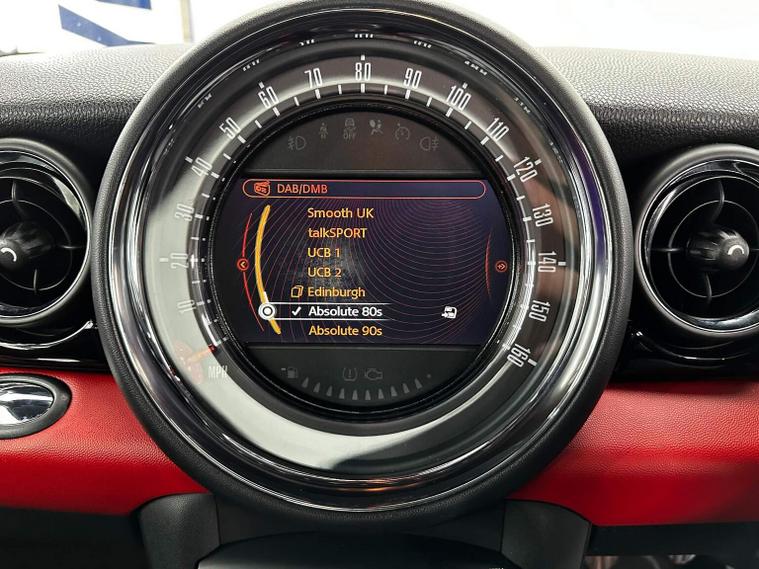 80
70
90
60
100
50
110
40
120
30
130
20
140
10
150
160
MPH
OFF
DAB/DMB
Smooth UK
talkSPORT
UCB 1
UCB 2
Edinburgh
Absolute 80s
Absolute 90s